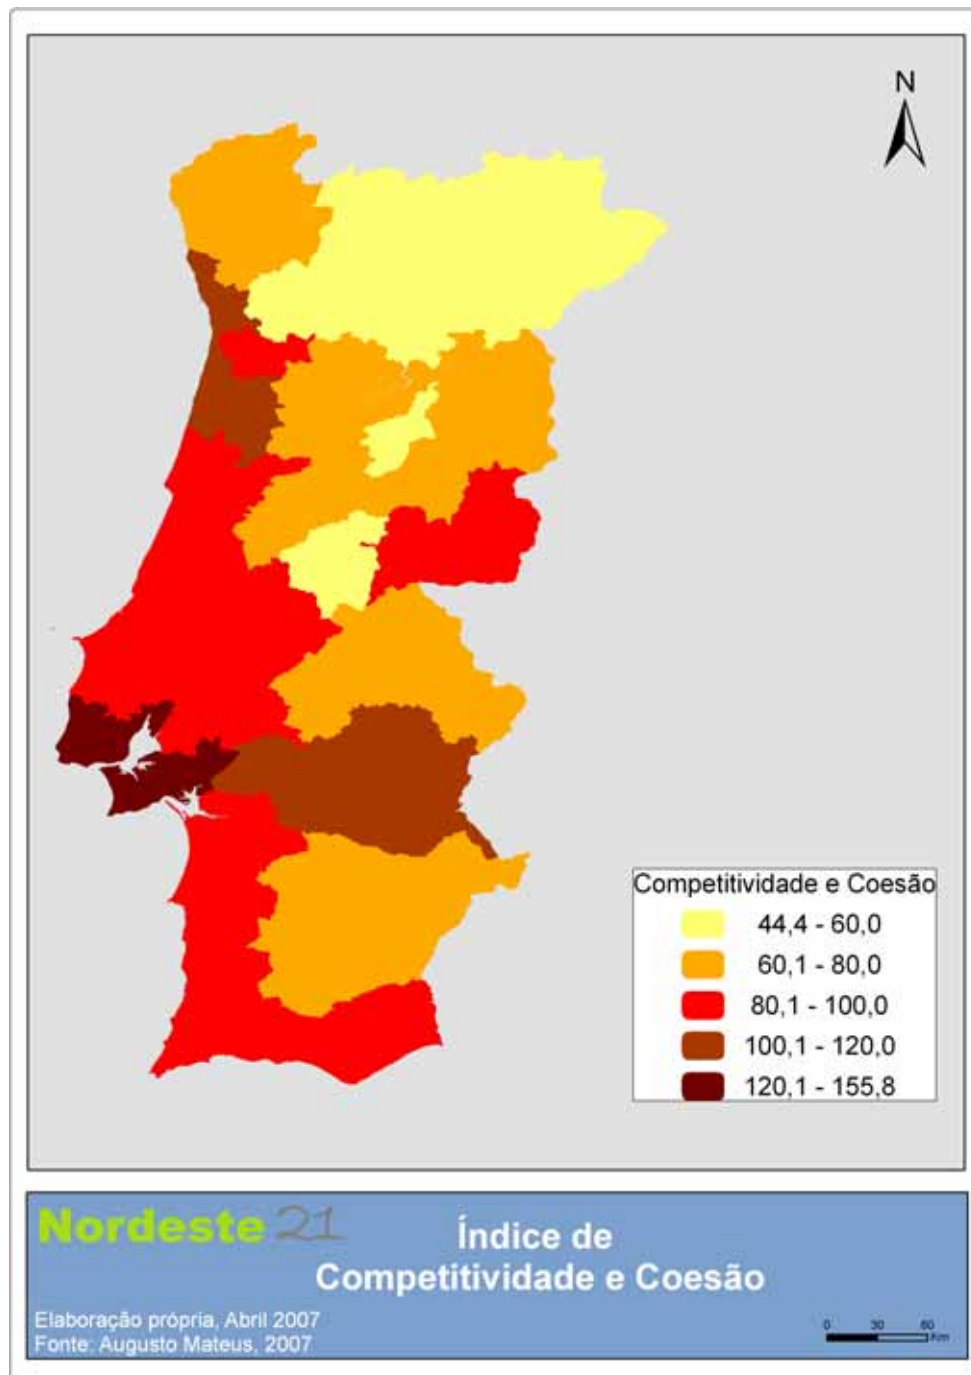 N
Competitividade e Coesão
44,4 - 60,0
60,1 - 80,0
80,1 - 100,0
100,1 - 120,0
120,1 - 155,8
Nordeste 21
Índice de
Competitividade e Coesão
Elaboração própria, Abril 2007
Fonte: Augusto Mateus, 2007
0 30 60
Km